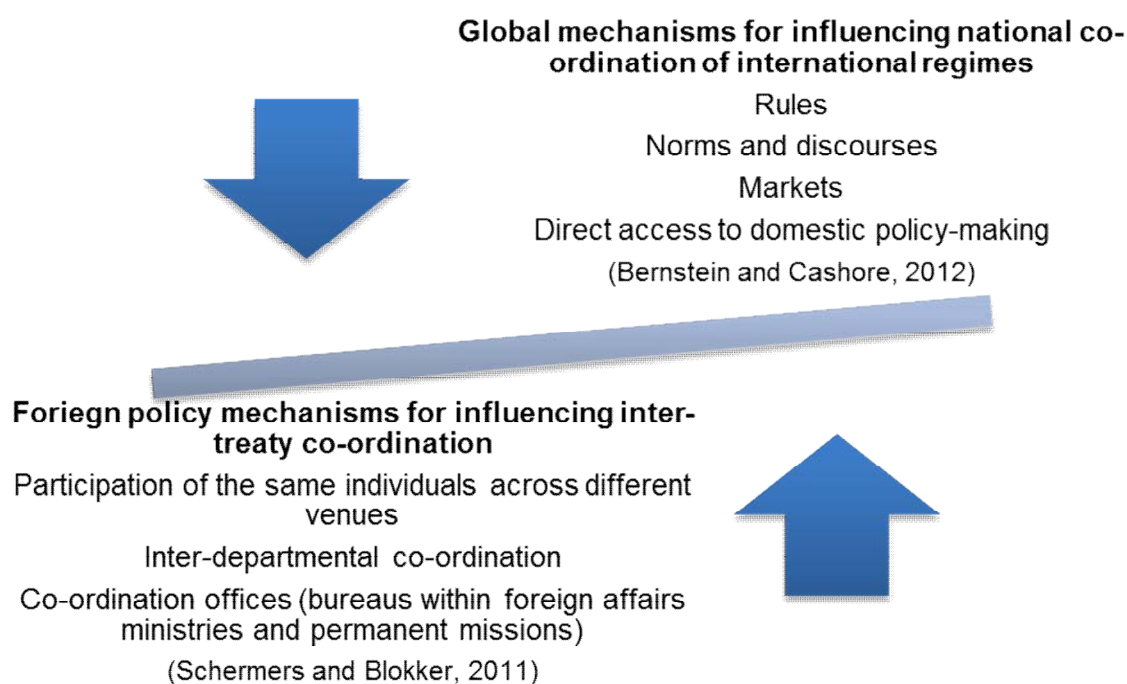 Global mechanisms for influencing national co-
ordination of international regimes
Rules
Norms and discourses
Markets
Direct access to domestic policy-making
(Bernstein and Cashore, 2012)
Foriegn policy mechanisms for influencing inter-
treaty co-ordination
Participation of the same individuals across different
venues
Inter-departmental co-ordination
Co-ordination offices (bureaus within foreign affairs
ministries and permanent missions)
(Schermers and Blokker, 2011)